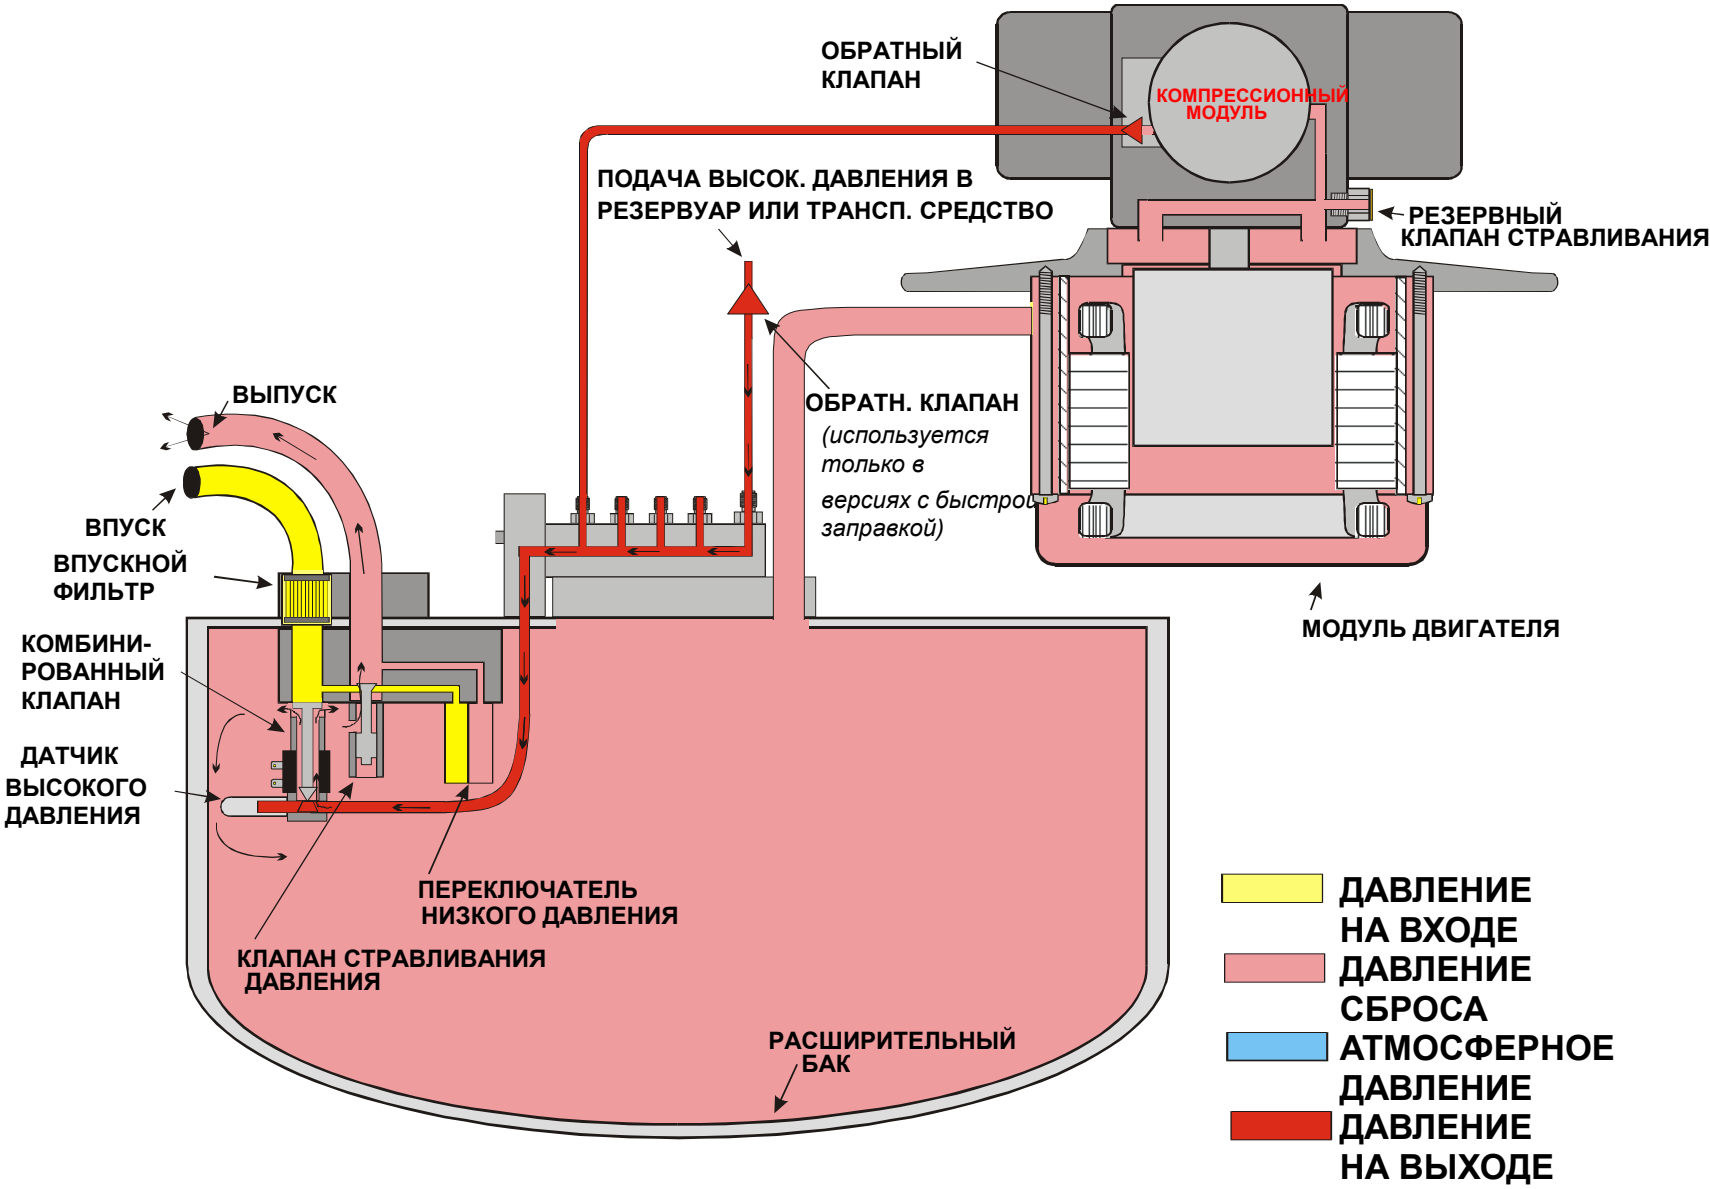 ОБРАТНЫЙ
КЛАПАН
КОМПРЕССИОННЫЙ
МОДУЛЬ
ПОДАЧА ВЫСОК. ДАВЛЕНИЯ В
РЕЗЕРВУАР ИЛИ ТРАНСП. СРЕДСТВО
РЕЗЕРВНЫЙ
КЛАПАН СТРАВЛИВАНИЯ
ВЫПУСК
ОБРАТН. КЛАПАН
(используется
только в
версиях с быстрой
заправкой)
ВПУСК
ВПУСКНОЙ
ФИЛЬТР
МОДУЛЬ ДВИГАТЕЛЯ
КОМБИНИ-
РОВАННЫЙ
КЛАПАН
ДАТЧИК
ВЫСОКОГО
ДАВЛЕНИЯ
ПЕРЕКЛЮЧАТЕЛЬ
НИЗКОГО ДАВЛЕНИЯ
КЛАПАН СТРАВЛИВАНИЯ
ДАВЛЕНИЯ
РАСШИРИТЕЛЬНЫЙ
БАК
ДАВЛЕНИЕ
НА ВХОДЕ
ДАВЛЕНИЕ
СБРОСА
АТМОСФЕРНОЕ
ДАВЛЕНИЕ
ДАВЛЕНИЕ
НА ВЫХОДЕ